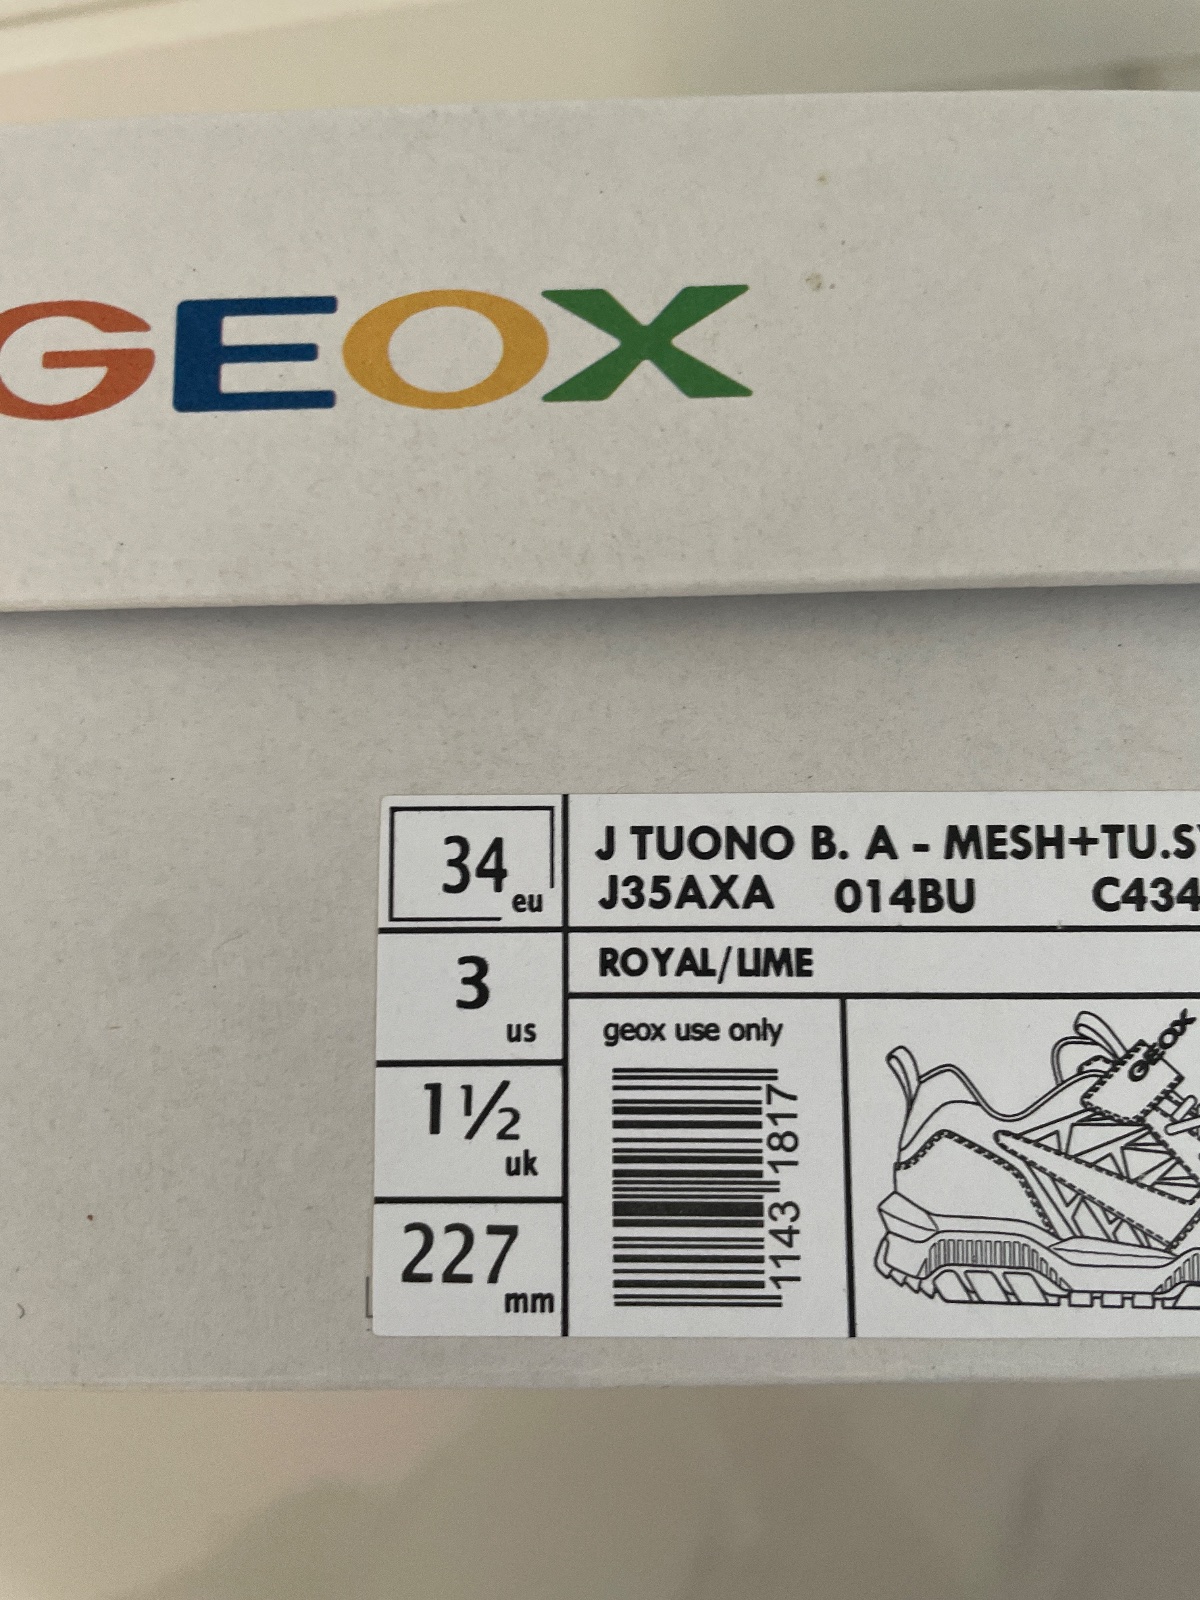 GEOX
34 eu
J TUONO B. A - MESH+TU.S
J35AXA 014BU C434
3 us
ROYAL/LIME
geox use only
1½ uk
227 mm
1143 1817
GEOX